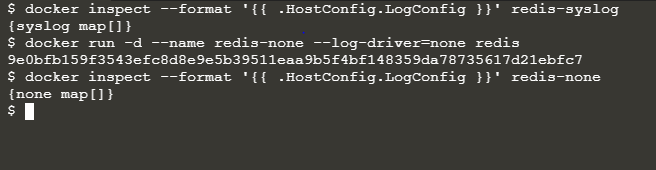 $ docker inspect --format '{{ .HostConfig.LogConfig }}' redis-syslog
{syslog map[]}
$ docker run -d --name redis-none --log-driver=none redis
9e0bfb159f3543efc8d8e9e5b39511eaa9b5f4bf148359da78735617d21ebfc7
$ docker inspect --format '{{ .HostConfig.LogConfig }}' redis-none
{none map[]}
$